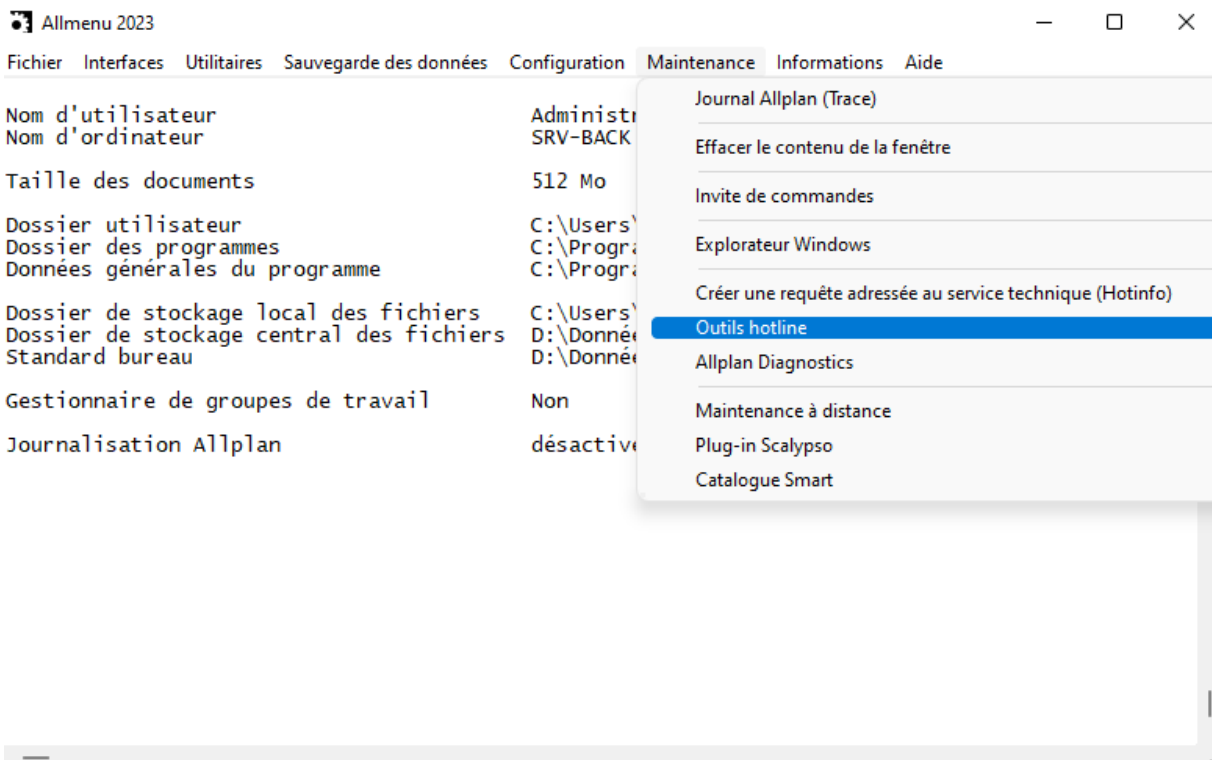 Allmenu 2023
Fichier Interfaces Utilitaires Sauvegarde des données Configuration Maintenance Informations Aide
Nom d'utilisateur
Nom d'ordinateur SRV-BACK
Taille des documents 512 Mo
Dossier utilisateur C:\Users\
Dossier des programmes
Données générales du programme
Dossier de stockage local des fichiers C:\Users\
Dossier de stockage central des fichiers
Standard bureau
Gestionnaire de groupes de travail Non
Journalisation Allplan
Journal Allplan (Trace)
Effacer le contenu de la fenêtre
Invite de commandes
Explorateur Windows
Créer une requête adressée au service technique (Hotinfo)
Outils hotline
Allplan Diagnostics
Maintenance à distance
Plug-in Scalypso
Catalogue Smart